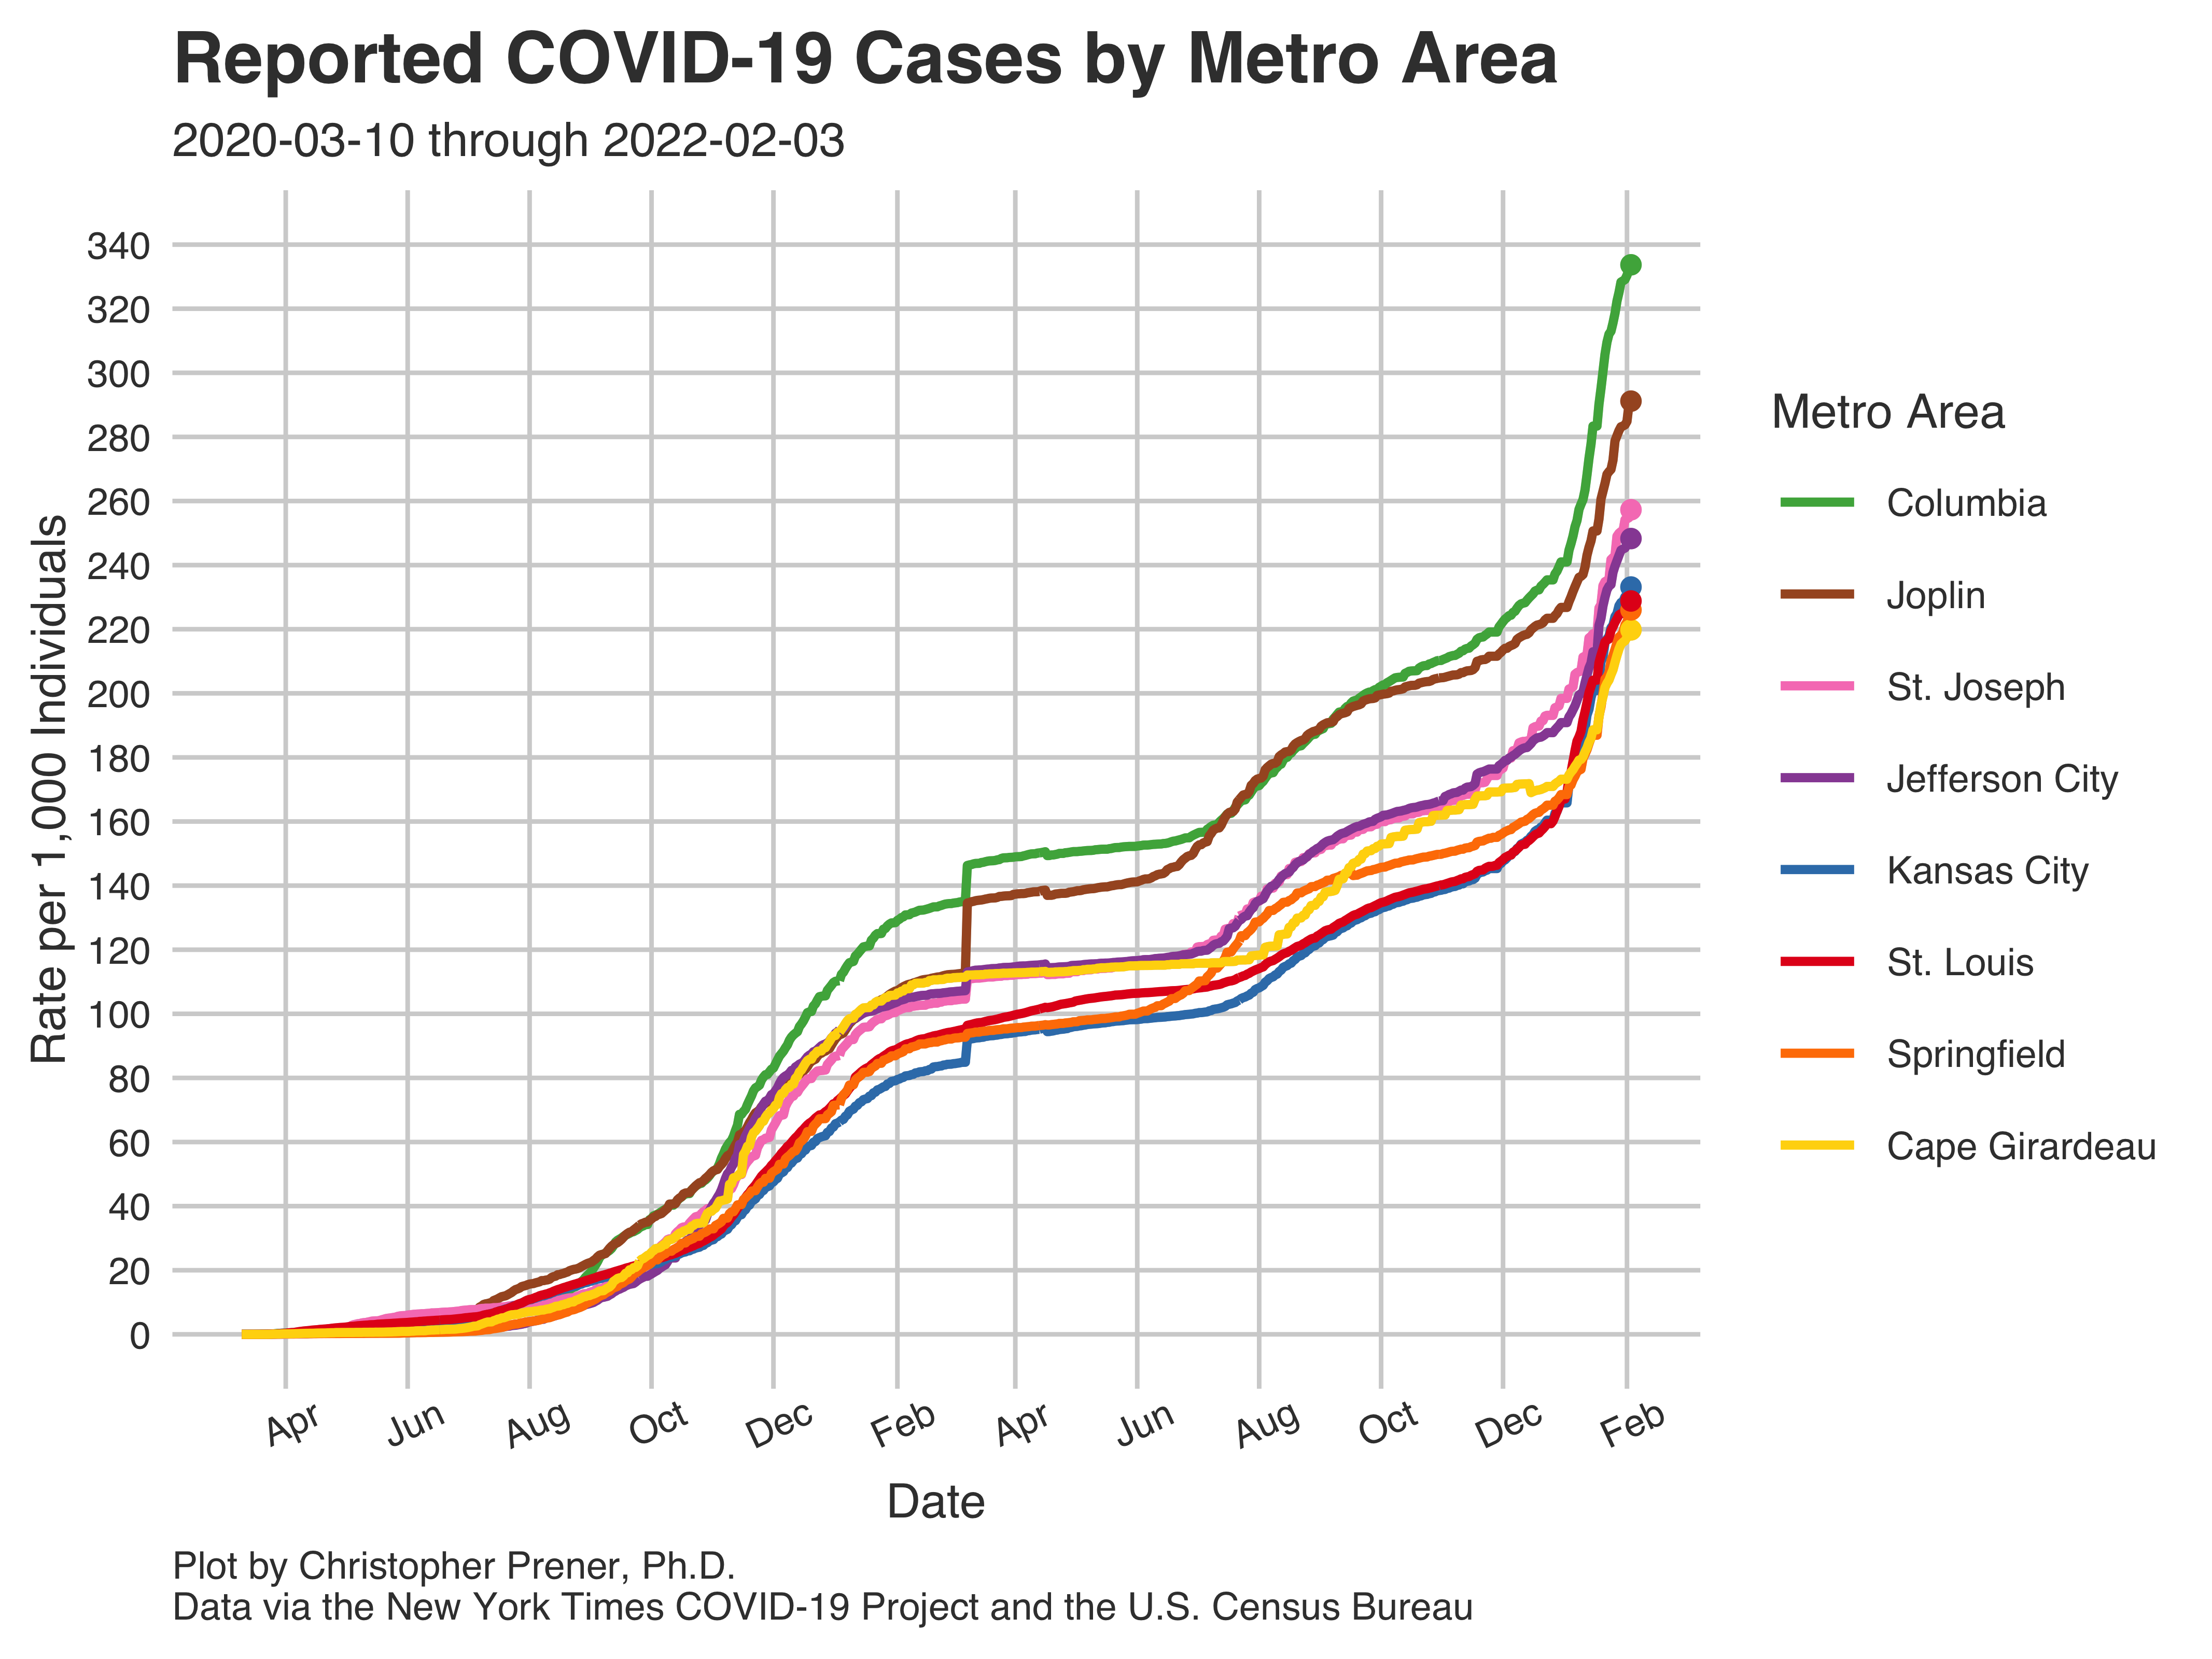 Reported COVID-19 Cases by Metro Area
2020-03-10 through 2022-02-03
340
320
300
280
260
240
220
200
180
160
140
120
100
80
60
40
20
0
Rate per 1,000 Individuals
Apr
Jun
Aug
Oct
Dec
Feb
Apr
Jun
Aug
Oct
Dec
Feb
Date
Metro Area
Columbia
Joplin
St. Joseph
Jefferson City
Kansas City
St. Louis
Springfield
Cape Girardeau
Plot by Christopher Prener, Ph.D.
Data via the New York Times COVID-19 Project and the U.S. Census Bureau